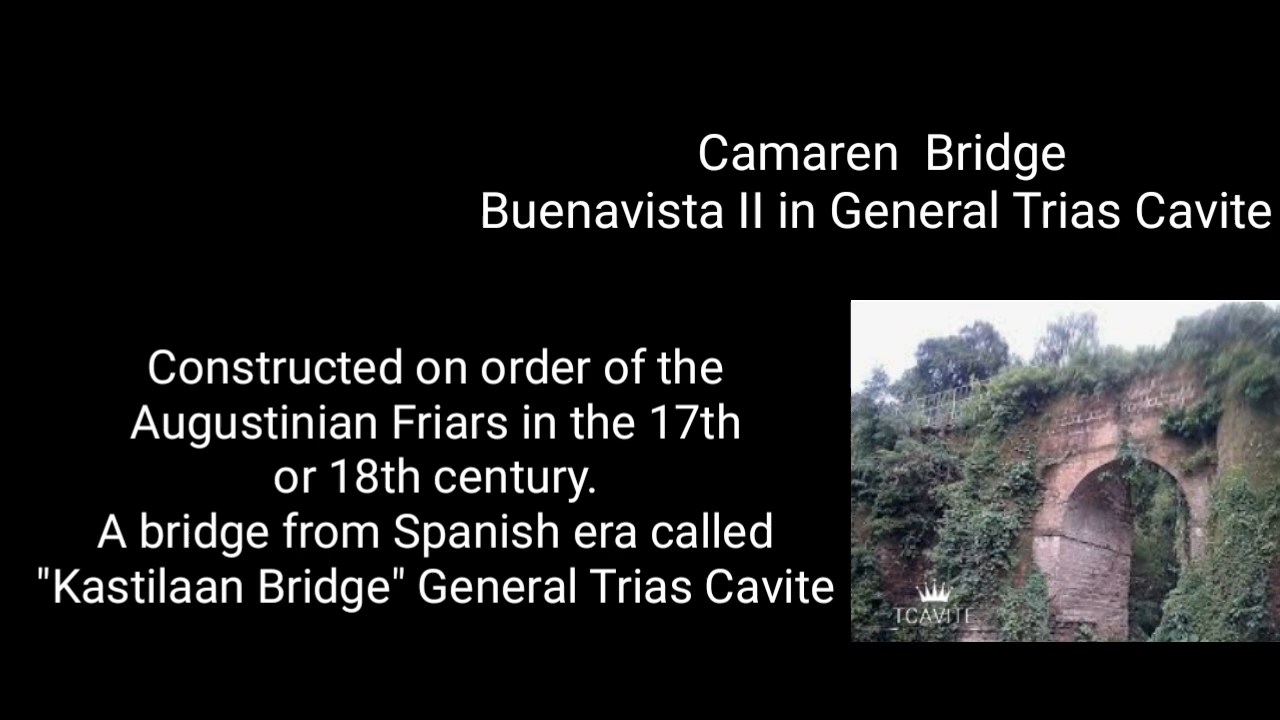 Camaren  Bridge
Buenavista II in General Trias Cavite
Constructed on order of the
Augustinian Friars in the 17th
or 18th century.
A bridge from Spanish era called
"Kastilaan Bridge" General Trias Cavite
TCAVITE